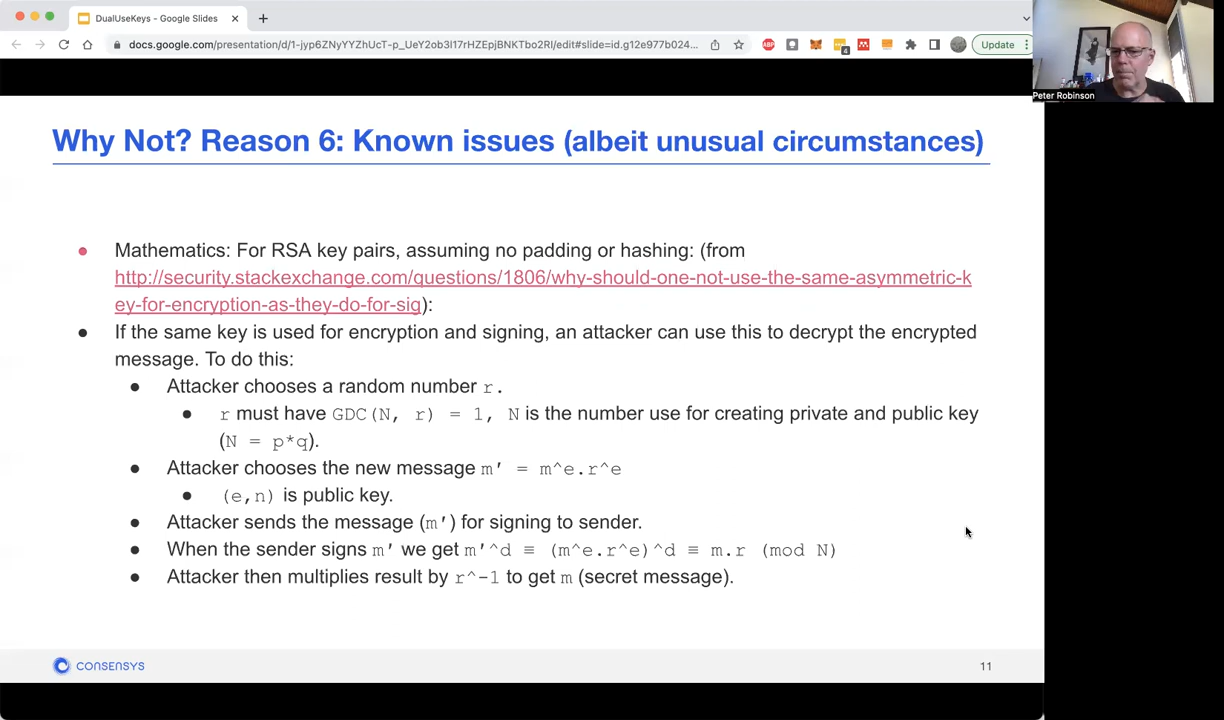 DualUseKeys - Google Slides
docs.google.com/presentation/d/1-jyp6ZNyYYZhUcT-p_UeY2ob3l17rHZEpjBNKTbo2RI/edit#slide=id.g12e977b024...
ABP
4
Update
Peter Robinson
Why Not? Reason 6: Known issues (albeit unusual circumstances)
● Mathematics: For RSA key pairs, assuming no padding or hashing: (from
http://security.stackexchange.com/questions/1806/why-should-one-not-use-the-same-asymmetric-k
ey-for-encryption-as-they-do-for-sig):
● If the same key is used for encryption and signing, an attacker can use this to decrypt the encrypted
message. To do this:
● Attacker chooses a random number r.
● r must have GDC(N, r) = 1, N is the number use for creating private and public key
(N = p*q).
● Attacker chooses the new message m' = m^e.r^e
● (e,n) is public key.
● Attacker sends the message (m') for signing to sender.
● When the sender signs m' we get m'^d ≡ (m^e.r^e)^d ≡ m.r (mod N)
● Attacker then multiplies result by r^-1 to get m (secret message).
CONSENSYS
11